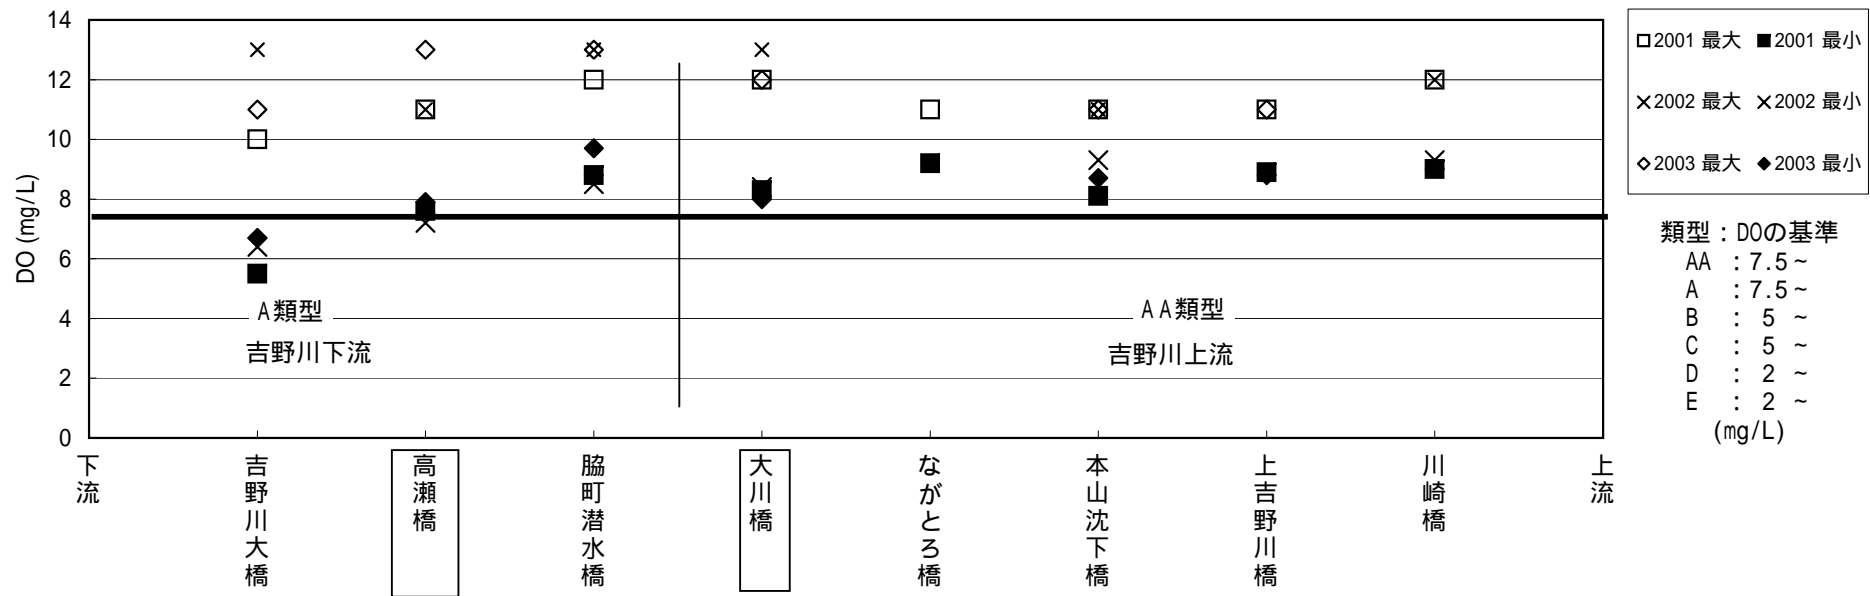 14
12
10
8
6
4
2
0
DO (mg/L)
□2001 最大 ■2001 最小
×2002 最大 ×2002 最小
◇2003 最大 ◆2003 最小
類型：DOの基準
AA ：7.5～
A ：7.5～
B ： 5 ～
C ： 5 ～
D ： 2 ～
E ： 2 ～
(mg/L)
A類型
吉野川下流
AA類型
吉野川上流
下流
吉野川大橋
高瀬橋
脇町潜水橋
大川橋
ながとろ橋
本山沈下橋
上吉野川橋
川崎橋
上流